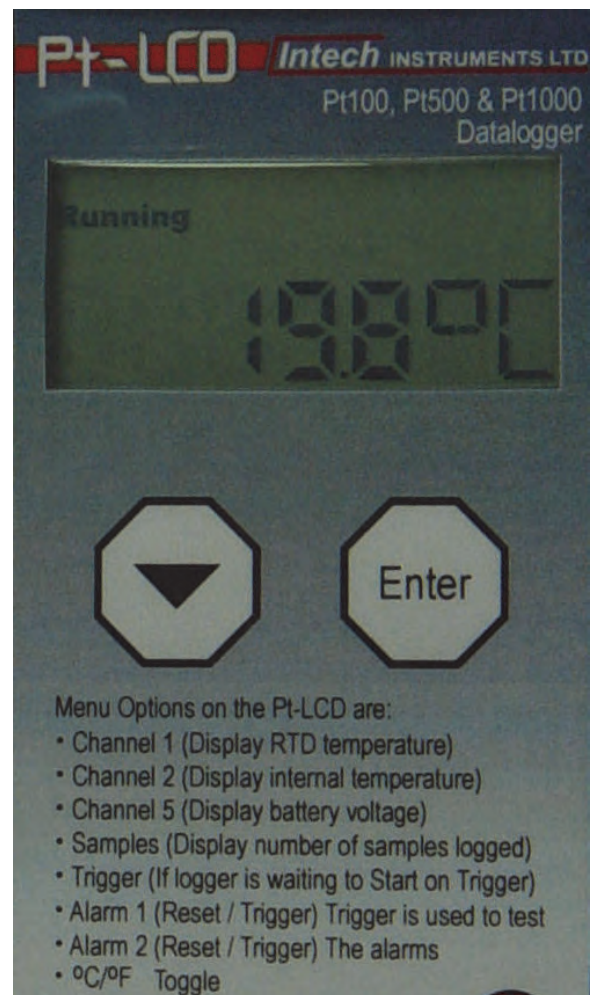 Pt-LCD Intech INSTRUMENTS LTD
Pt100, Pt500 & Pt1000
Datalogger
Running
19.8°C
Enter
Menu Options on the Pt-LCD are:
• Channel 1 (Display RTD temperature)
• Channel 2 (Display internal temperature)
• Channel 5 (Display battery voltage)
• Samples (Display number of samples logged)
• Trigger (If logger is waiting to Start on Trigger)
• Alarm 1 (Reset / Trigger) Trigger is used to test
• Alarm 2 (Reset / Trigger) The alarms
• ºC/ºF Toggle